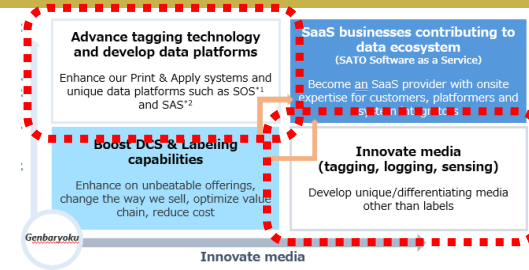 Advance tagging technology
and develop data platforms
Enhance our Print & Apply systems and
unique data platforms such as SOS*1
and SAS*2
SaaS businesses contributing to
data ecosystem
(SATO Software as a Service)
Become an SaaS provider with onsite
expertise for customers, platformers and
system integrators
Boost DCS & Labeling
capabilities
Enhance on unbeatable offerings,
change the way we sell, optimize value
chain, reduce cost
Innovate media
(tagging, logging, sensing)
Develop unique/differentiating media
other than labels
Genbaryoku
Innovate media